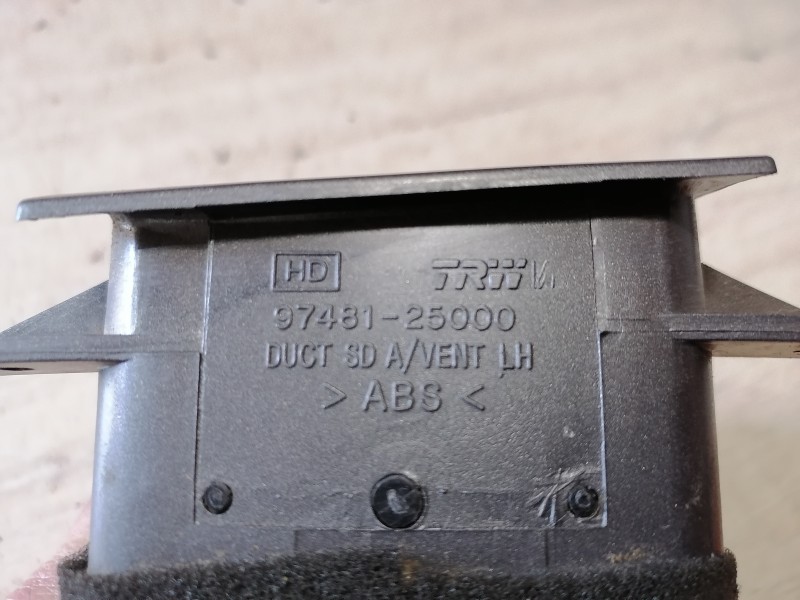 HD TRW
97481-25000
DUCT SD A/VENT LH
> ABS <